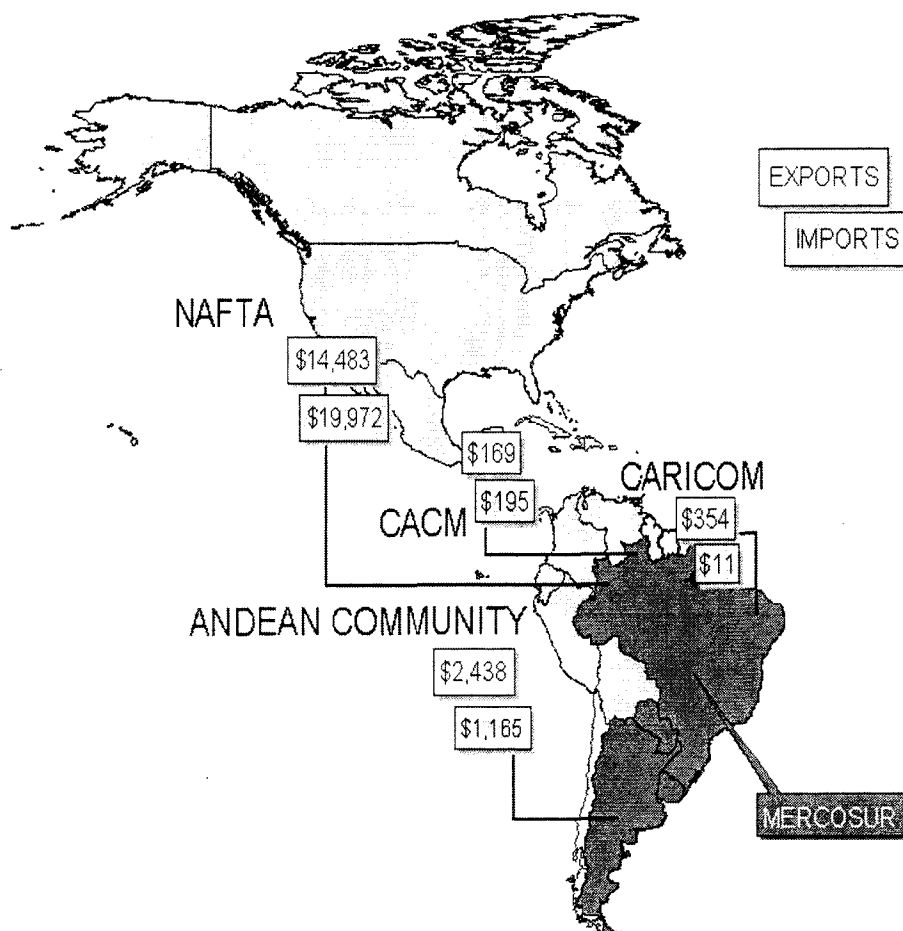 EXPORTS
IMPORTS
NAFTA
$14,483
$19,972
$169
$195
CACM
CARICOM
$354
$11
ANDEAN COMMUNITY
$2,438
$1,165
MERCOSUR